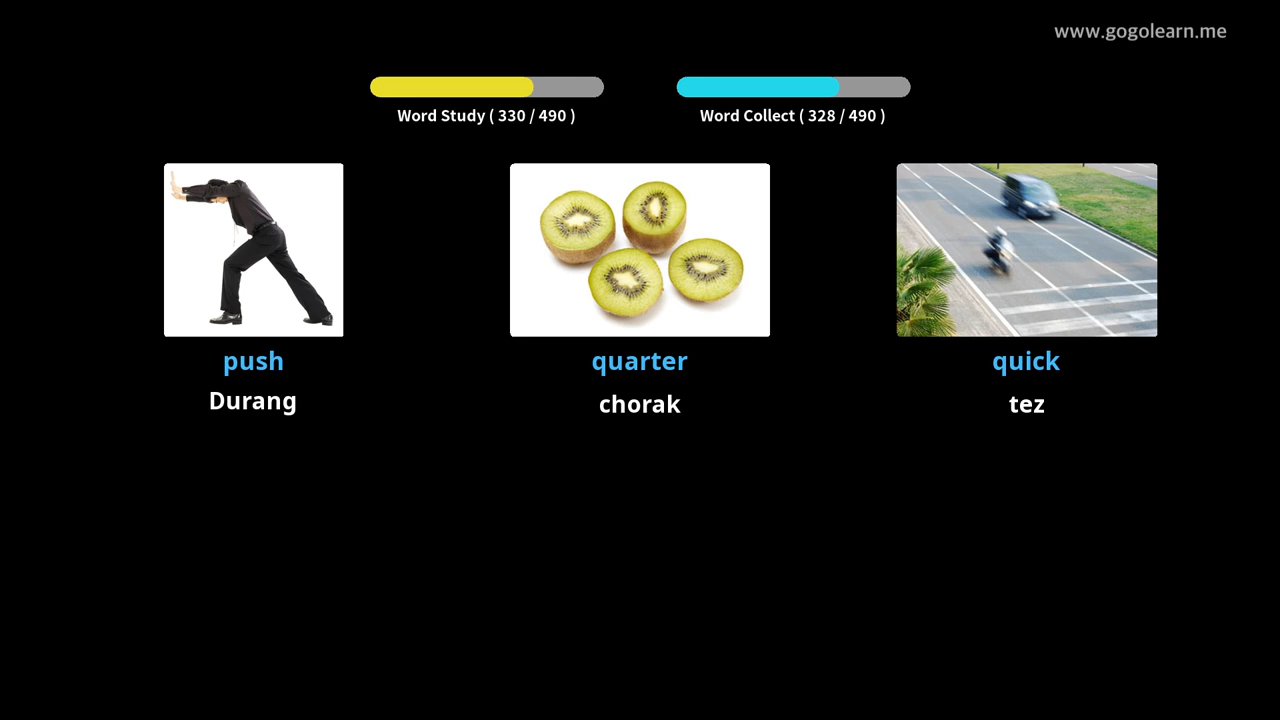 www.gogolearn.me
Word Study ( 330 / 490 )
Word Collect ( 328 / 490 )
push
quarter
quick
Durang
chorak
tez